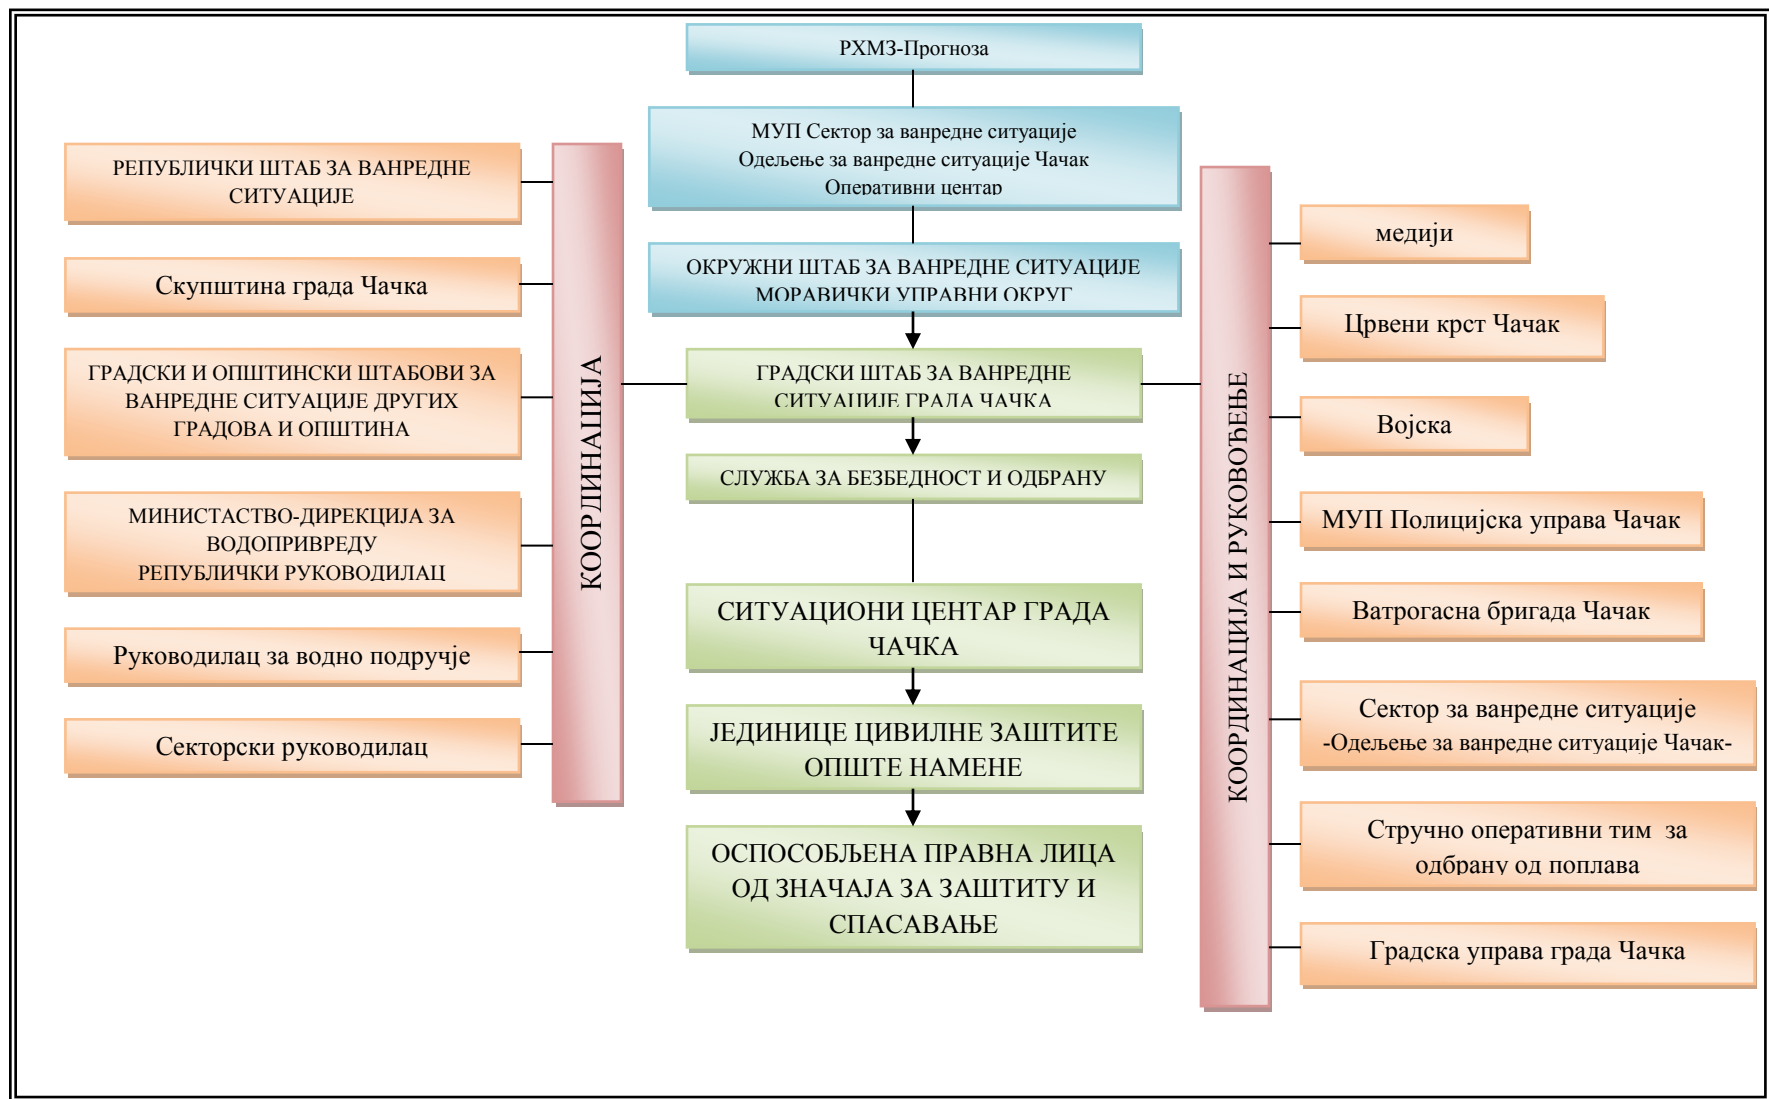 РХМЗ-Прогноза
МУП Сектор за ванредне ситуације
Одељење за ванредне ситуације Чачак
Оперативни центар
ОКРУЖНИ ШТАБ ЗА ВАНРЕДНЕ СИТУАЦИЈЕ
МОРАВИЧКИ УПРАВНИ ОКРУГ
ГРАДСКИ ШТАБ ЗА ВАНРЕДНЕ
СИТУАЦИЈЕ ГРАДА ЧАЧКА
СЛУЖБА ЗА БЕЗБЕДНОСТ И ОДБРАНУ
СИТУАЦИОНИ ЦЕНТАР ГРАДА
ЧАЧКА
ЈЕДИНИЦЕ ЦИВИЛНЕ ЗАШТИТЕ
ОПШТЕ НАМЕНЕ
ОСПОСОБЉЕНА ПРАВНА ЛИЦА
ОД ЗНАЧАЈА ЗА ЗАШТИТУ И
СПАСАВАЊЕ
РЕПУБЛИЧКИ ШТАБ ЗА ВАНРЕДНЕ
СИТУАЦИЈЕ
Скупштина града Чачка
ГРАДСКИ И ОПШТИНСКИ ШТАБОВИ ЗА
ВАНРЕДНЕ СИТУАЦИЈЕ ДРУГИХ
ГРАДОВА И ОПШТИНА
МИНИСТАСТВО-ДИРЕКЦИЈА ЗА
ВОДОПРИВРЕДУ
РЕПУБЛИЧКИ РУКОВОДИЛАЦ
Руководилац за водно подручје
Секторски руководилац
КООРДИНАЦИЈА
КООРДИНАЦИЈА И РУКОВОЂЕЊЕ
медији
Црвени крст Чачак
Војска
МУП Полицијска управа Чачак
Ватрогасна бригада Чачак
Сектор за ванредне ситуације
-Одељење за ванредне ситуације Чачак-
Стручно оперативни тим за
одбрану од поплава
Градска управа града Чачка